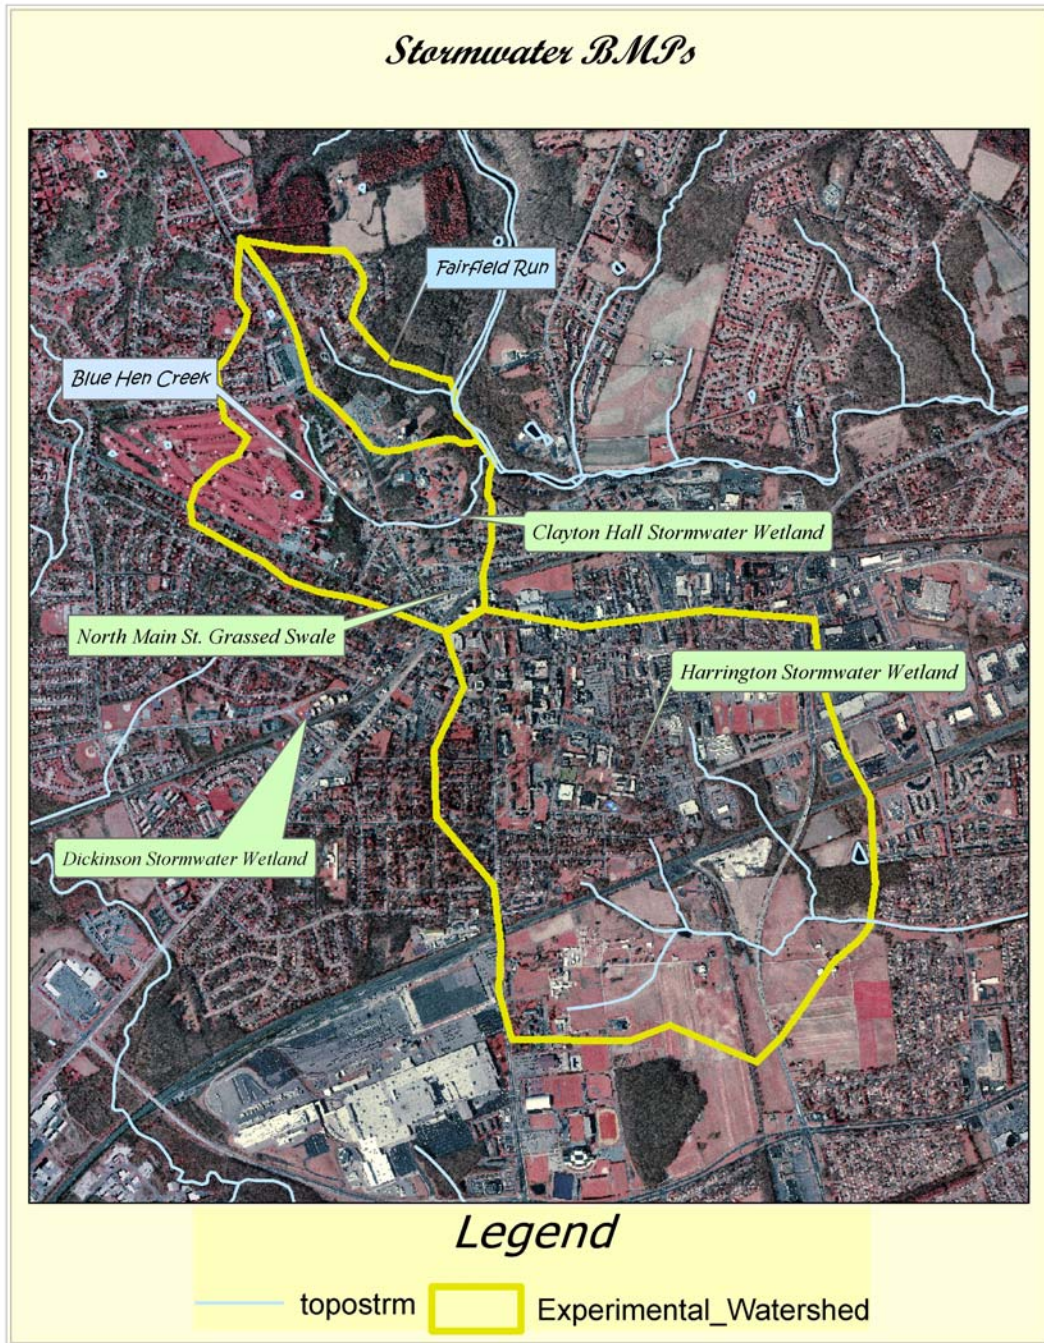 Stormwater BMPs
Fairfield Run
Blue Hen Creek
Clayton Hall Stormwater Wetland
North Main St. Grassed Swale
Harrington Stormwater Wetland
Dickinson Stormwater Wetland
Legend
topostrm
Experimental_Watershed